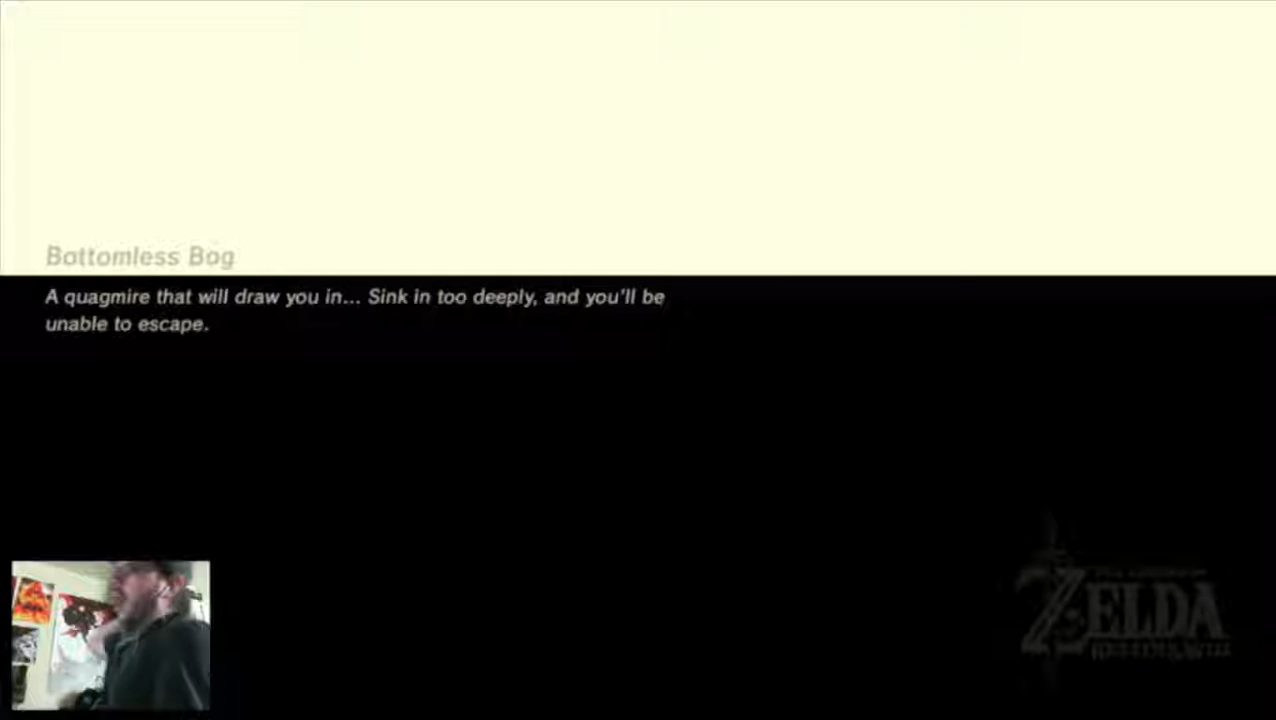 Bottomless Bog
A quagmire that will draw you in... Sink in too deeply, and you'll be
unable to escape.
ZELDA